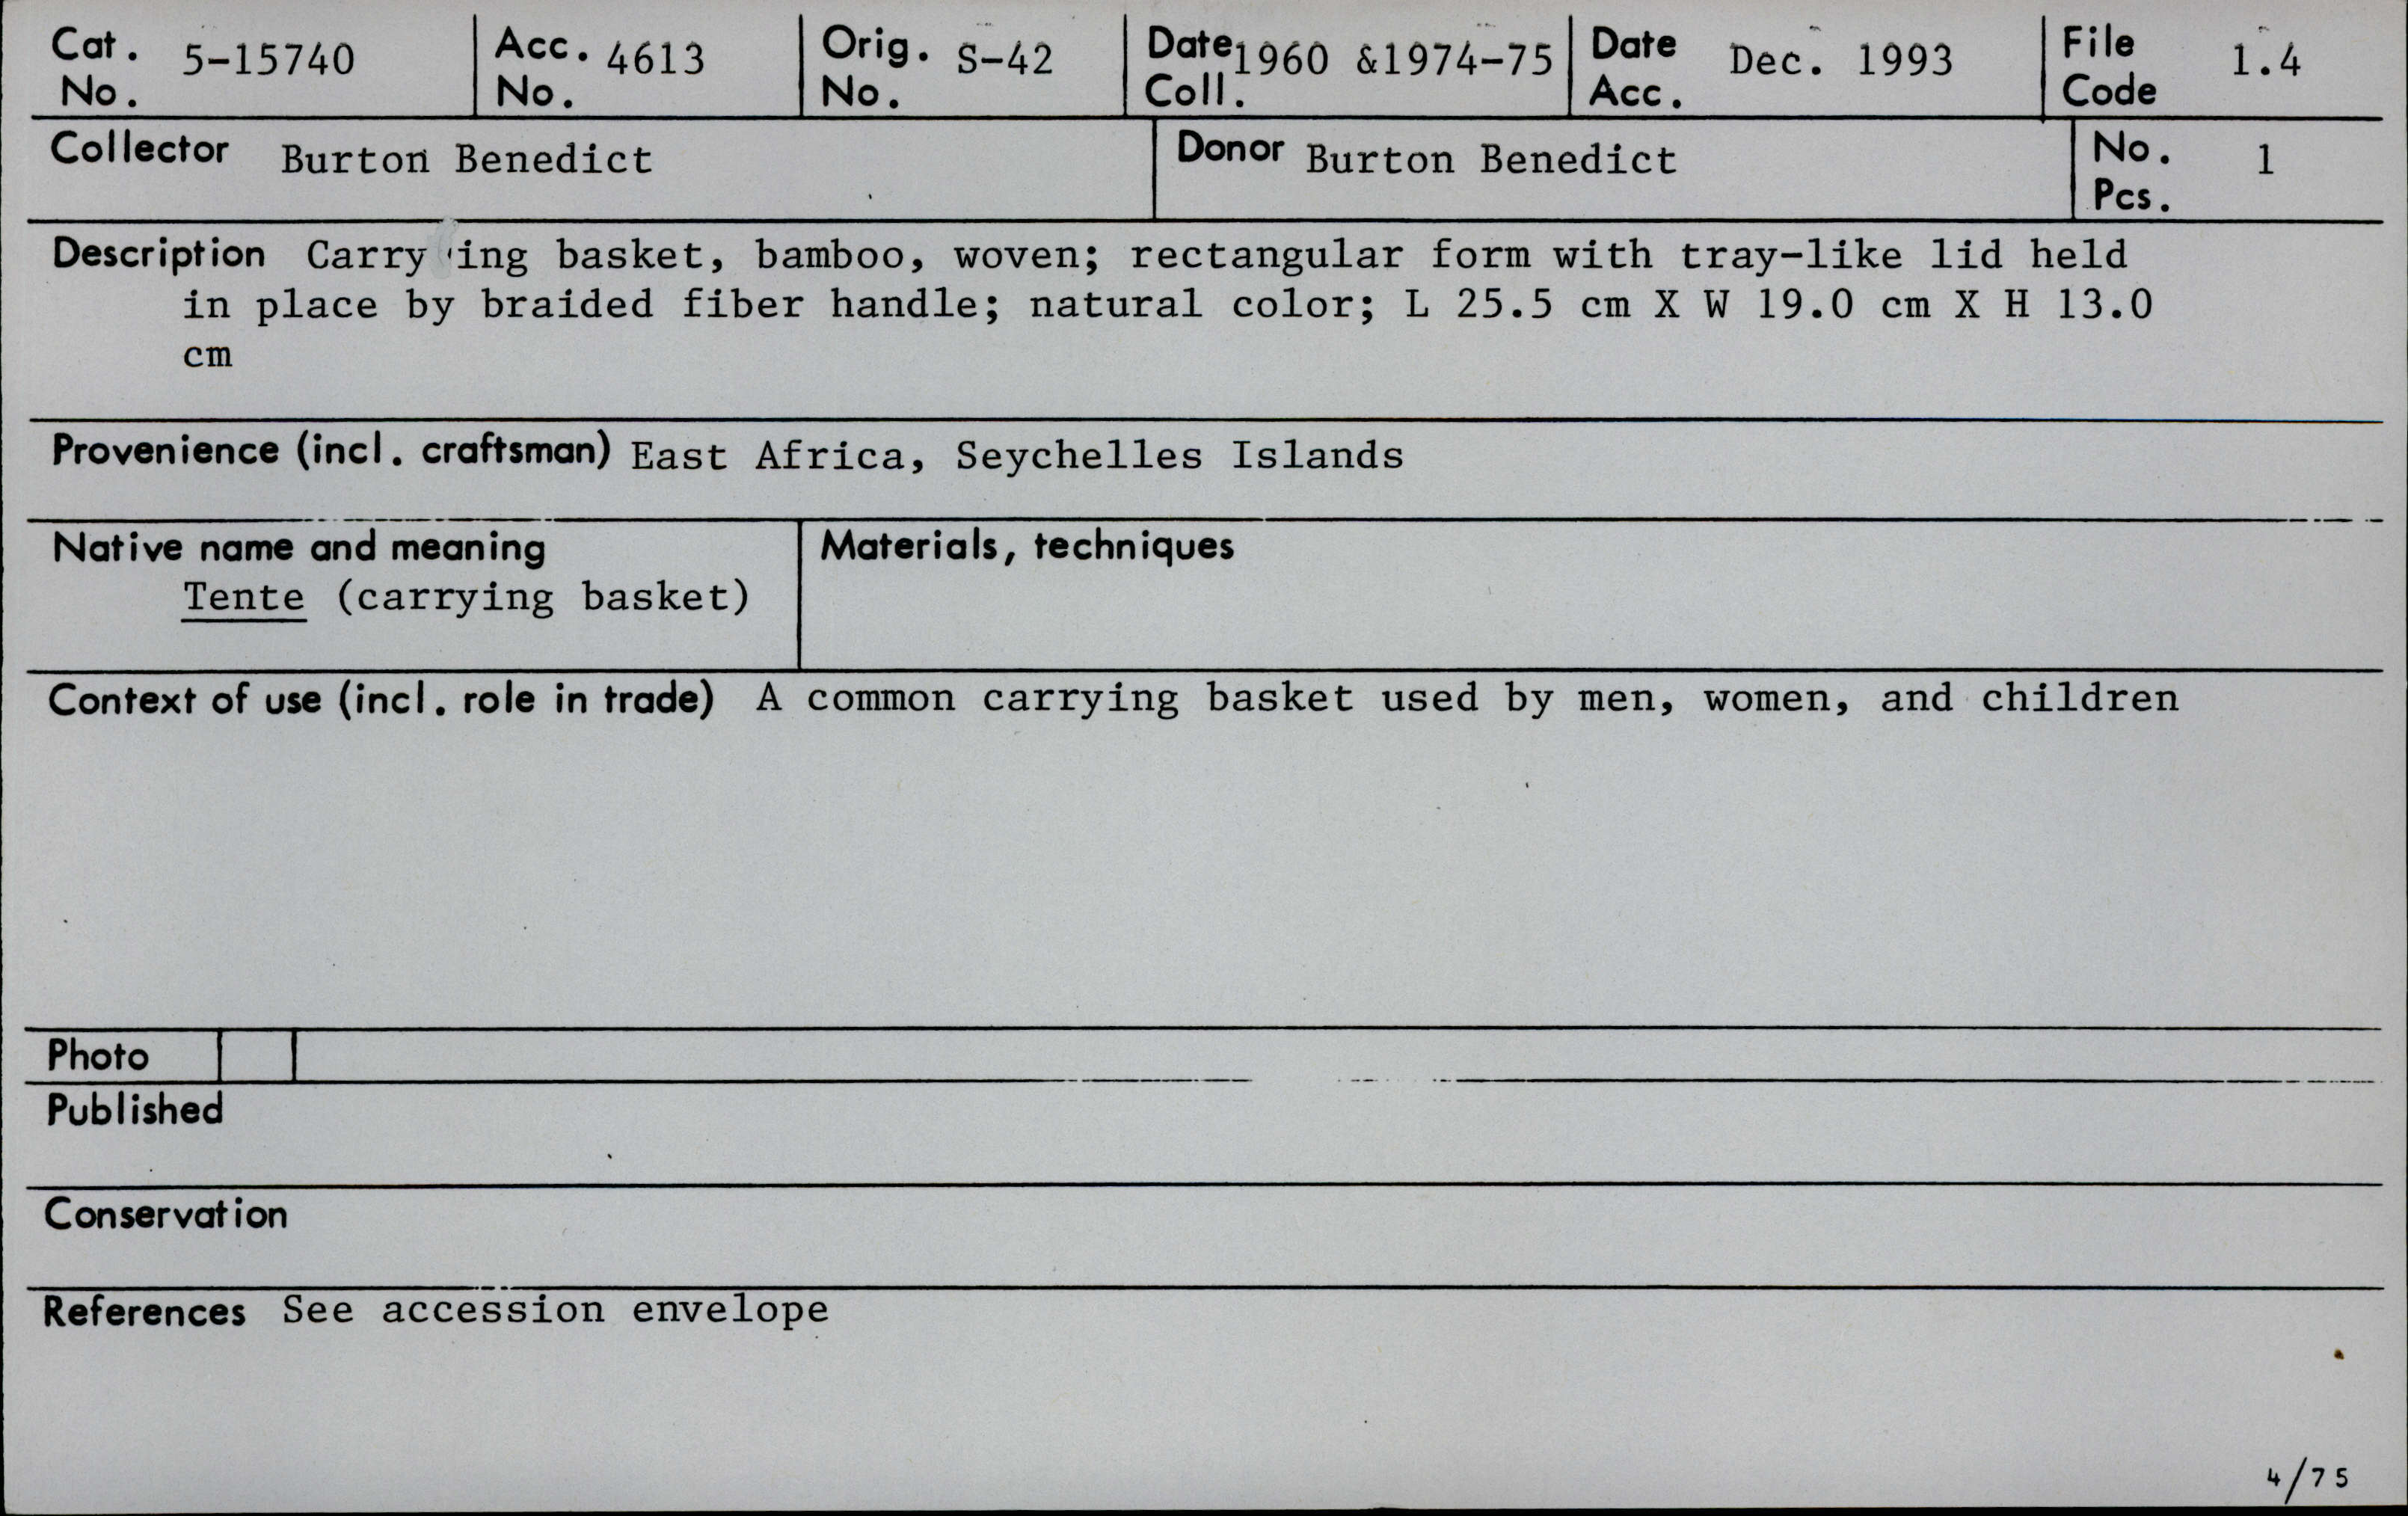 Cat. No. 5-15740 Acc. No. 4613 Orig. No. S-42 Date Coll. 1960 &1974-75 Date Acc. Dec. 1993 File Code 1.4
Collector Burton Benedict Donor Burton Benedict No. Pcs. 1
Description Carry ing basket, bamboo, woven; rectangular form with tray-like lid held
in place by braided fiber handle; natural color; L 25.5 cm X W 19.0 cm X H 13.0
cm
Provenience (incl. craftsman) East Africa, Seychelles Islands
Native name and meaning
Tente (carrying basket)
Materials, techniques
Context of use (incl. role in trade) A common carrying basket used by men, women, and children
Photo
Published
Conservation
References See accession envelope
4/75